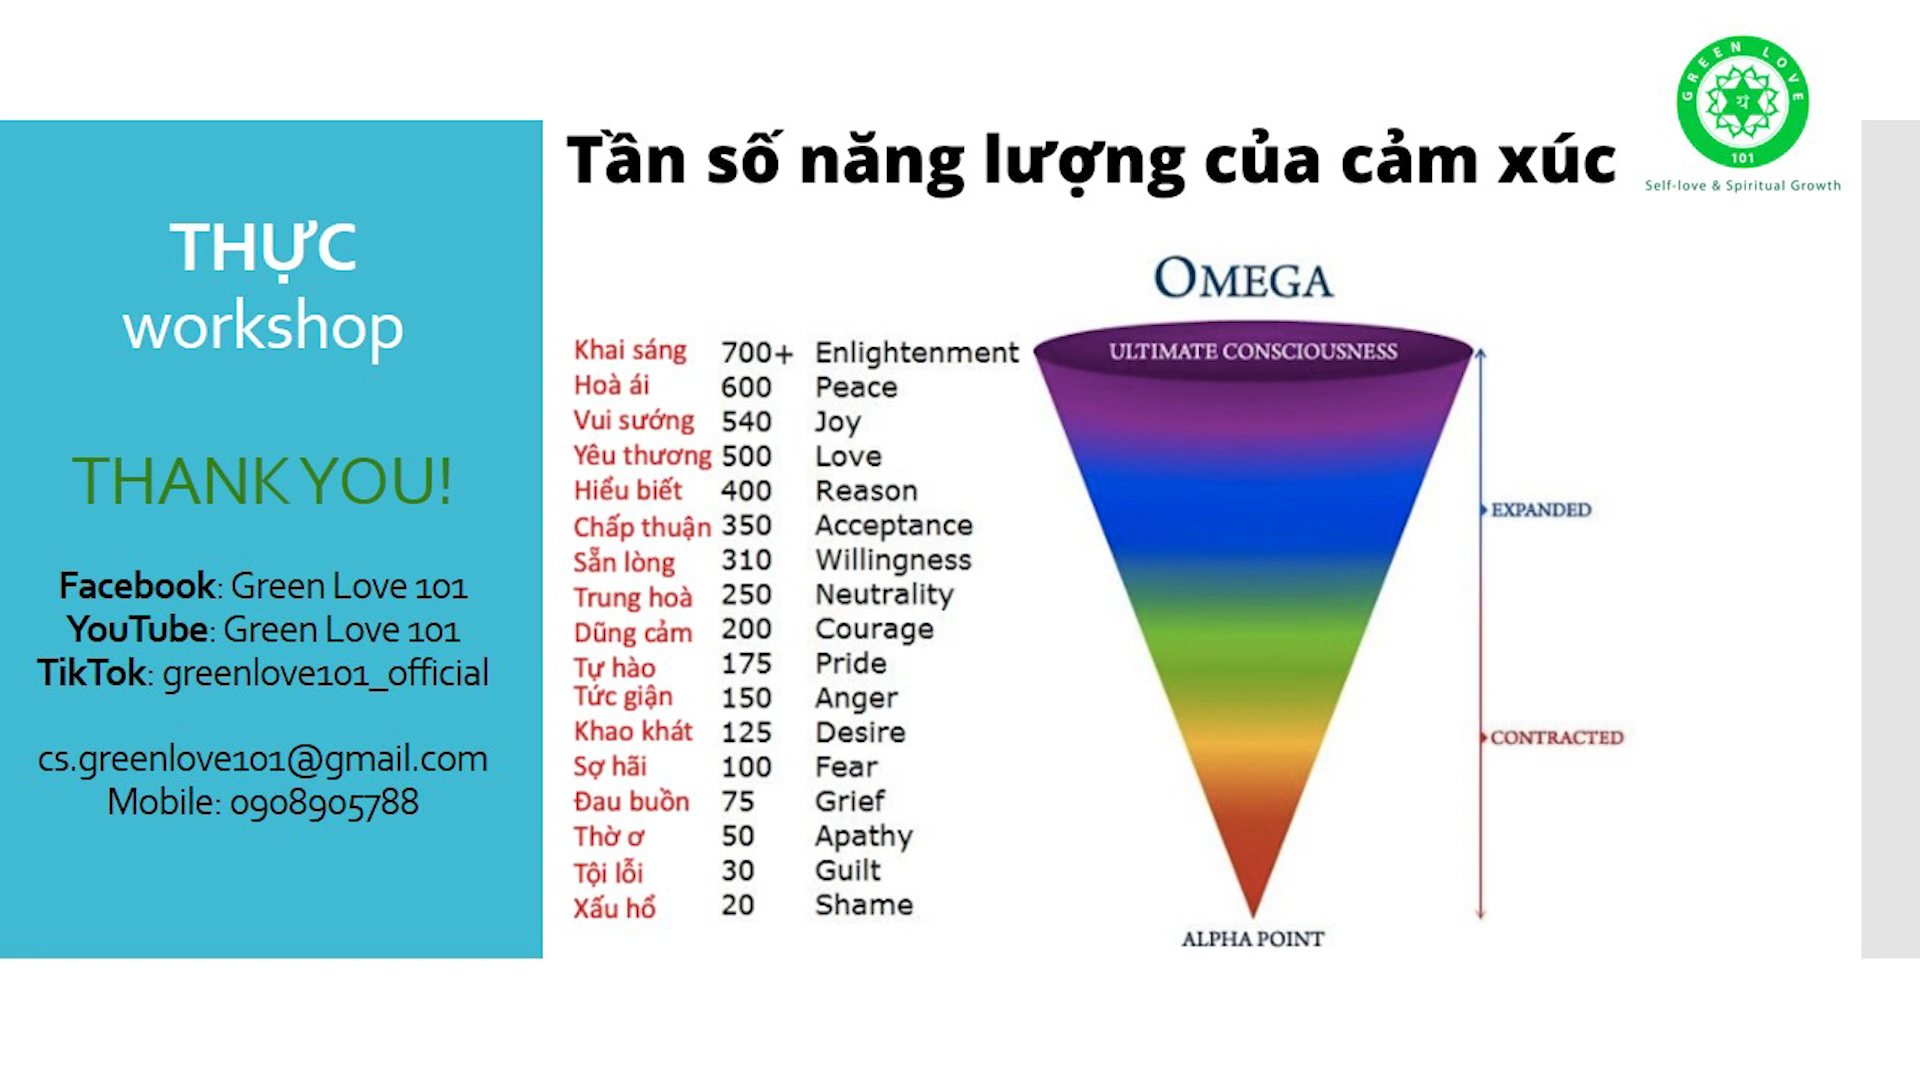 THỰC
workshop
THANK YOU!
Facebook: Green Love 101
YouTube: Green Love 101
TikTok: greenlove101_official
cs.greenlove101@gmail.com
Mobile: 0908905788
Tần số năng lượng của cảm xúc
GREEN LOVE
101
Self-love & Spiritual Growth
OMEGA
ULTIMATE CONSCIOUSNESS
Khai sáng 700+ Enlightenment
Hoà ái 600 Peace
Vui sướng 540 Joy
Yêu thương 500 Love
Hiểu biết 400 Reason
Chấp thuận 350 Acceptance
Sẵn lòng 310 Willingness
Trung hoà 250 Neutrality
Dũng cảm 200 Courage
Tự hào 175 Pride
Tức giận 150 Anger
Khao khát 125 Desire
Sợ hãi 100 Fear
Đau buồn 75 Grief
Thờ ơ 50 Apathy
Tội lỗi 30 Guilt
Xấu hổ 20 Shame
EXPANDED
CONTRACTED
ALPHA POINT